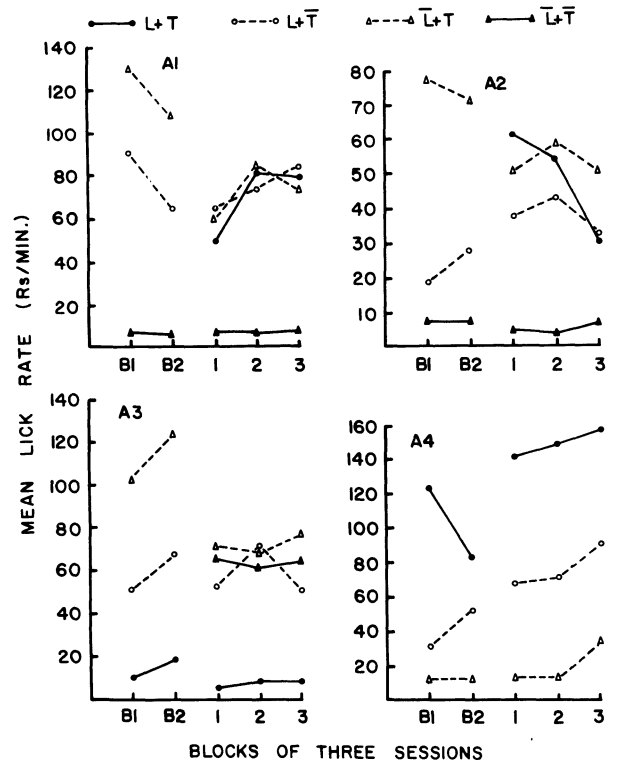 L+T L+T̅ L̅+T L̅+T̅
MEAN LICK RATE (Rs/MIN.)
A1
140
120
100
80
60
40
20
B1 B2 1 2 3
A2
80
70
60
50
40
30
20
10
B1 B2 1 2 3
A3
140
120
100
80
60
40
20
B1 B2 1 2 3
A4
160
140
120
100
80
60
40
20
B1 B2 1 2 3
BLOCKS OF THREE SESSIONS